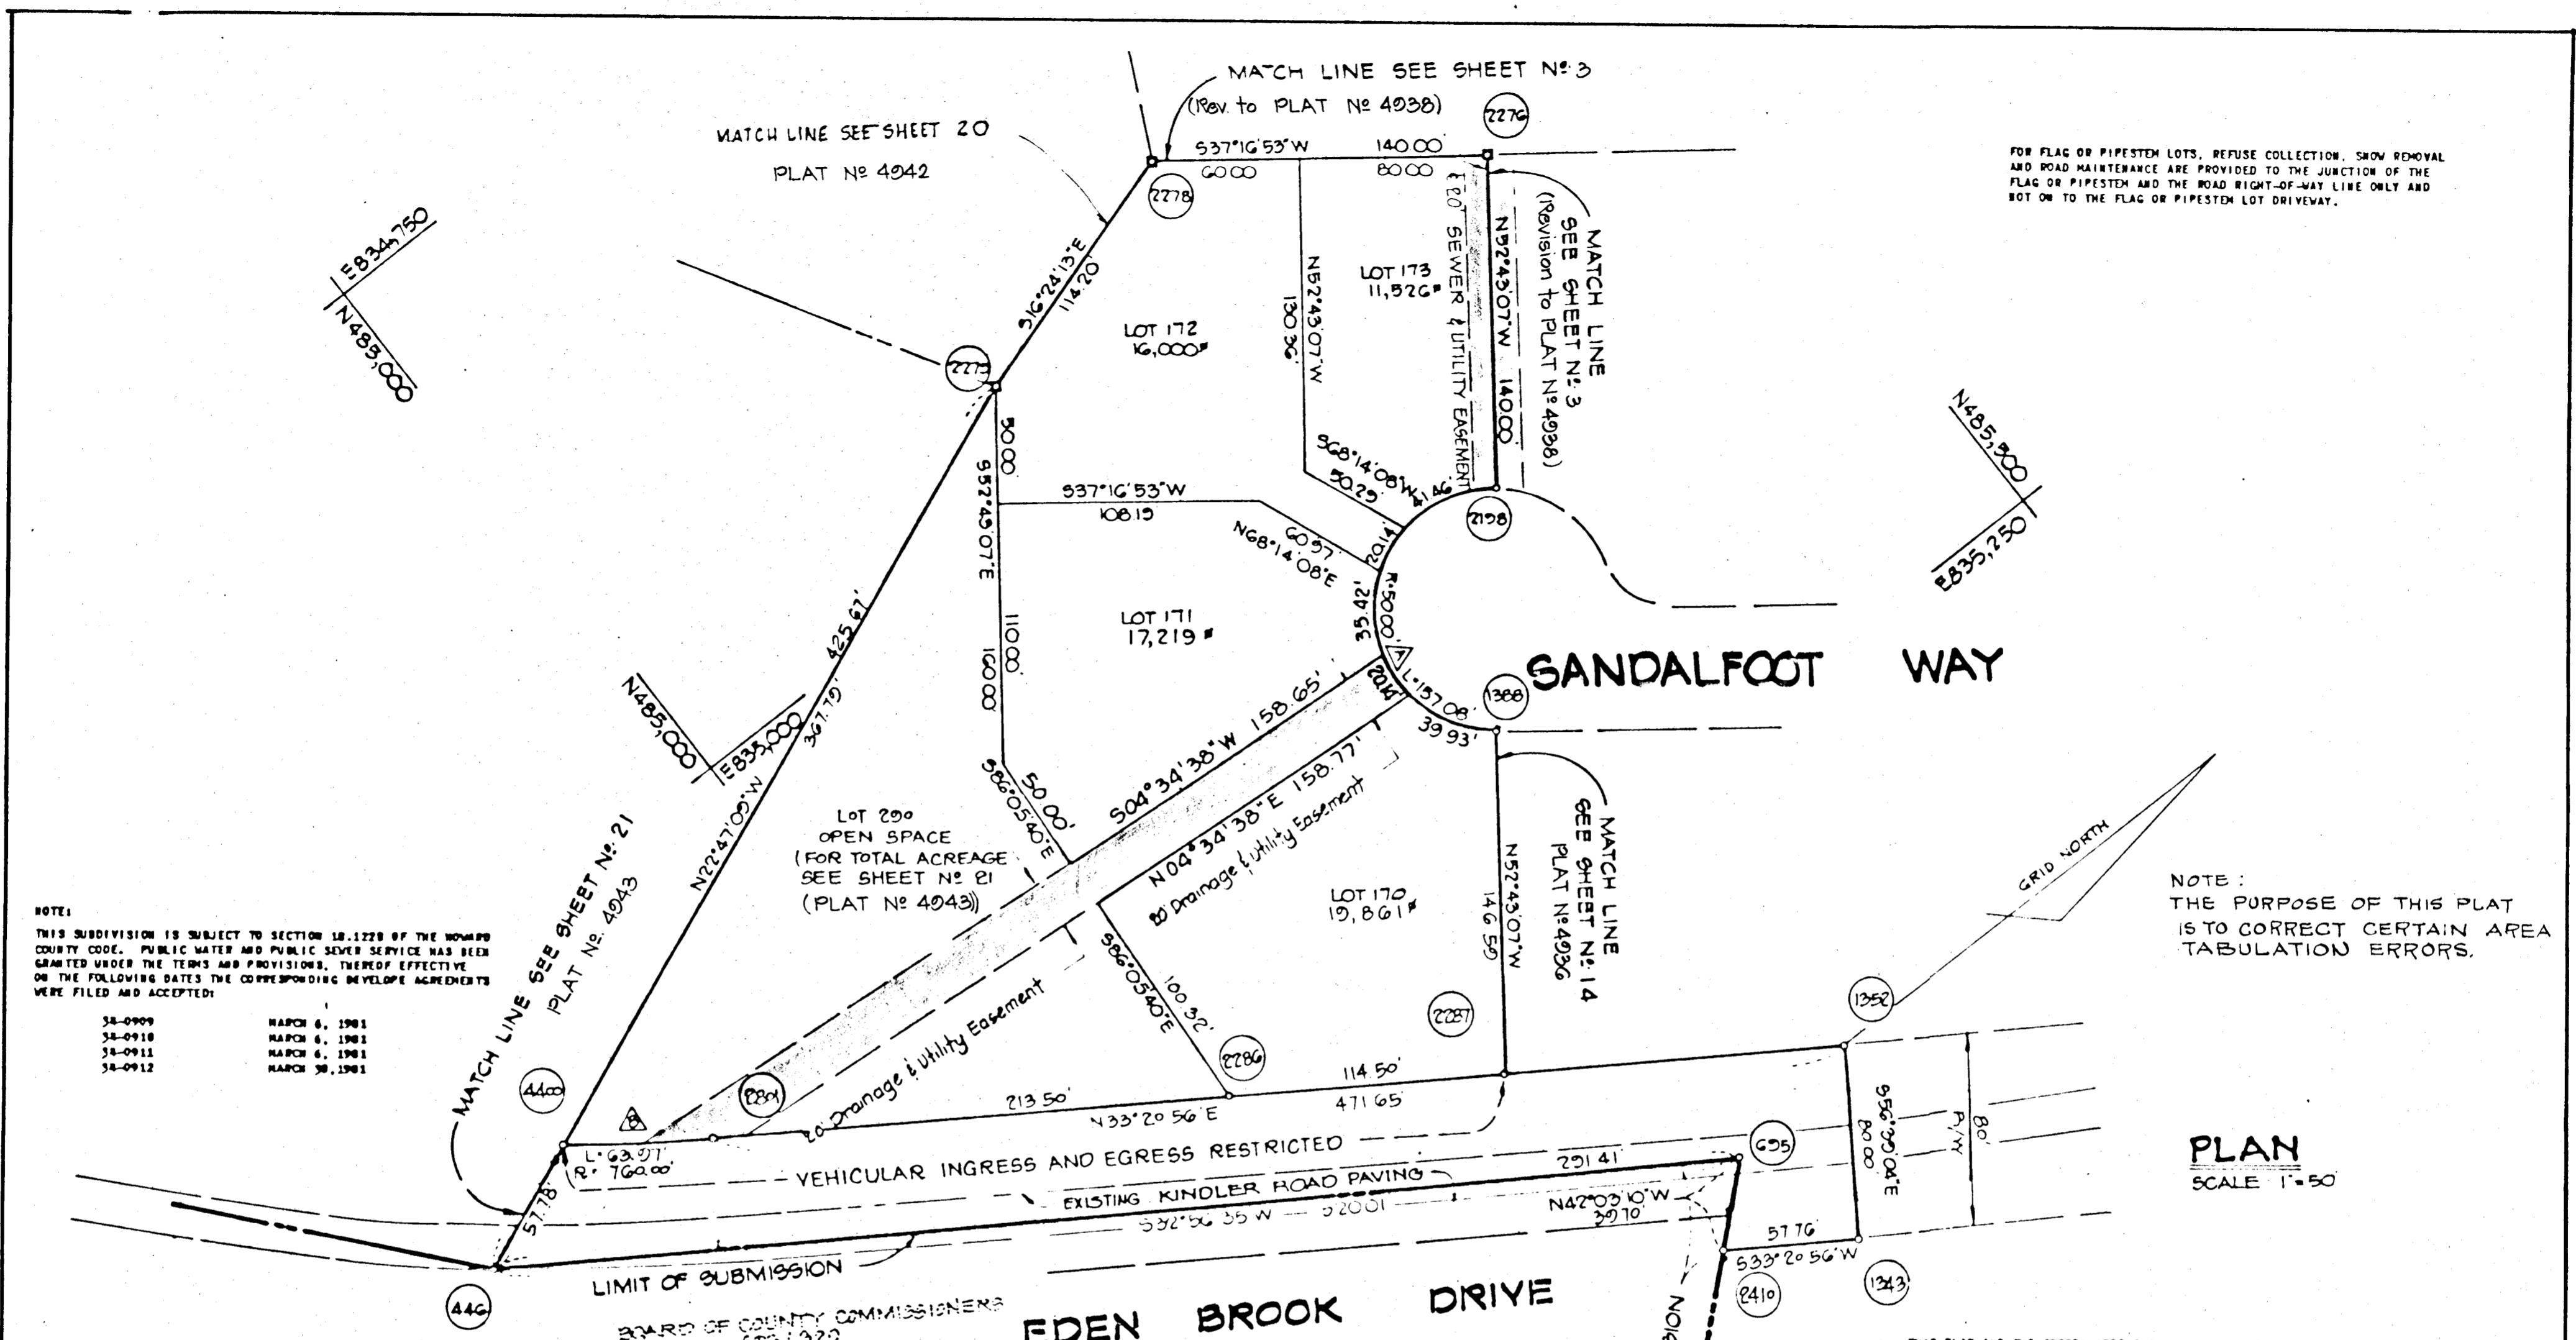 MATCH LINE SEE SHEET Nº 3
(Rev. to PLAT Nº 4938)
2276
MATCH LINE SEE SHEET 20
PLAT Nº 4942
S37°16'53"W 140.00'
60.00 80.00
2278
FOR FLAG OR PIPESTEM LOTS, REFUSE COLLECTION, SNOW REMOVAL
AND ROAD MAINTENANCE ARE PROVIDED TO THE JUNCTION OF THE
FLAG OR PIPESTEM AND THE ROAD RIGHT-OF-WAY LINE ONLY AND
NOT ON TO THE FLAG OR PIPESTEM LOT DRIVEWAY.
E834,750
N485,000
S16°24'13"E
114.20'
LOT 172
16,000
N52°43'07"W
130.36'
LOT 173
11,526
20' SEWER & UTILITY EASEMENT
N52°43'07"W 140.00'
MATCH LINE
SEE SHEET Nº 3
(Revision to PLAT Nº 4938)
2275
50.00'
S52°43'07"E
110.00'
160.00'
S37°16'53"W
108.19
S68°14'08"W
50.29'
41.46'
2198
N485,500
E835,250
60.97'
N68°14'08"E
20.14'
R=50.00'
35.42'
A
L=157.08'
20.14'
39.93'
1388
LOT 171
17,219
SANDALFOOT WAY
425.67'
367.79'
N22°47'09"W
N485,000
E835,000
S86°05'40"E
50.00'
S04°34'38"W 158.65'
N04°34'38"E 158.77'
20' Drainage & Utility Easement
LOT 290
OPEN SPACE
(FOR TOTAL ACREAGE
SEE SHEET Nº 21
(PLAT Nº 4943))
LOT 170
19,861
N52°43'07"W
146.59
MATCH LINE
SEE SHEET Nº 14
PLAT Nº 4936
GRID NORTH
NOTE:
THE PURPOSE OF THIS PLAT
IS TO CORRECT CERTAIN AREA
TABULATION ERRORS.
NOTE:
THIS SUBDIVISION IS SUBJECT TO SECTION 18.122B OF THE HOWARD
COUNTY CODE. PUBLIC WATER AND PUBLIC SEWER SERVICE HAS BEEN
GRANTED UNDER THE TERMS AND PROVISIONS, THEREOF EFFECTIVE
ON THE FOLLOWING DATES THE CORRESPONDING DEVELOPE AGREEMENTS
WERE FILED AND ACCEPTED:
34-0909 MARCH 6, 1981
34-0910 MARCH 6, 1981
34-0911 MARCH 6, 1981
34-0912 MARCH 30, 1981
MATCH LINE SEE SHEET Nº 21
PLAT Nº 4943
S86°05'40"E
100.32'
2287
1352
2286
4400
B
2801
20' Drainage & Utility Easement
213.50'
114.50'
N33°20'56"E
471.65'
L=63.97'
R=760.00'
57.78'
VEHICULAR INGRESS AND EGRESS RESTRICTED
EXISTING KINDLER ROAD PAVING
291.41'
695
S56°39'04"E
80.00
80'
R/W
S32°56'35"W 520.01
N42°03'10"W
39.70'
57.76'
S33°20'56"W
PLAN
SCALE 1"=50'
446
LIMIT OF SUBMISSION
BOARD OF COUNTY COMMISSIONERS
EDEN BROOK DRIVE
2410
1343